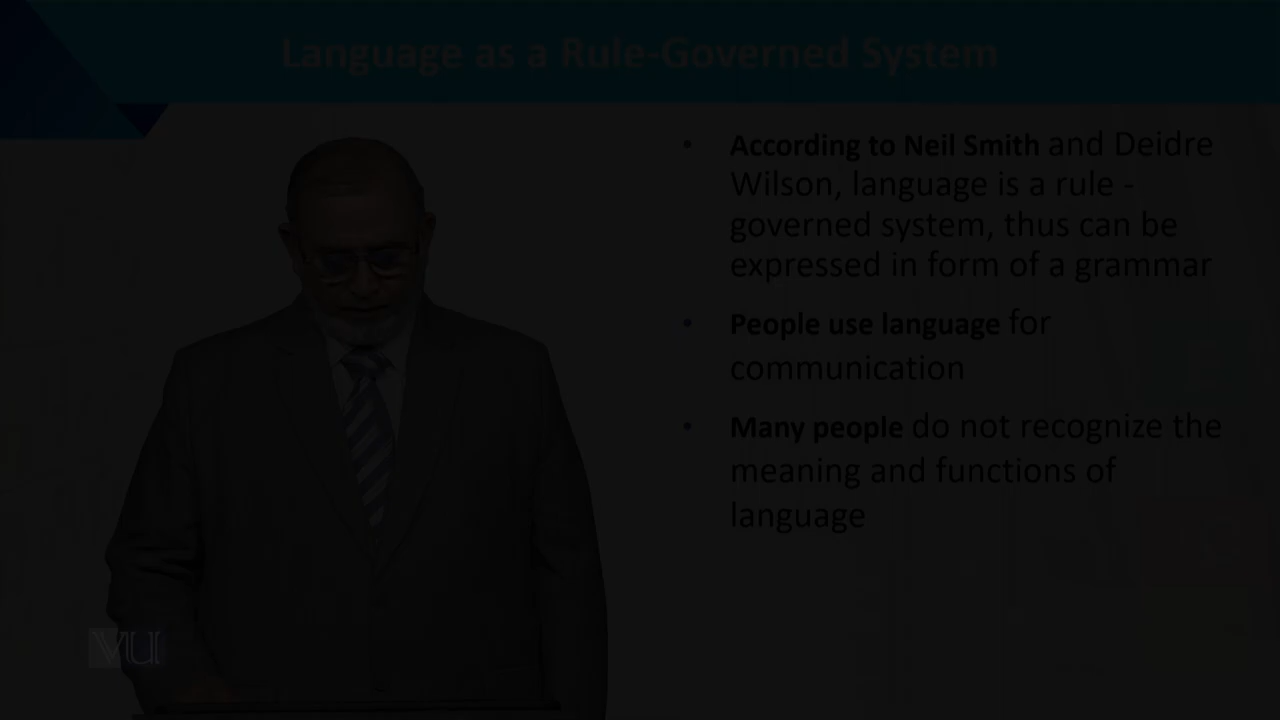 Language as a Rule-Governed System
• According to Neil Smith and Deidre
Wilson, language is a rule -
governed system, thus can be
expressed in form of a grammar
• People use language for
communication
• Many people do not recognize the
meaning and functions of
language
VU